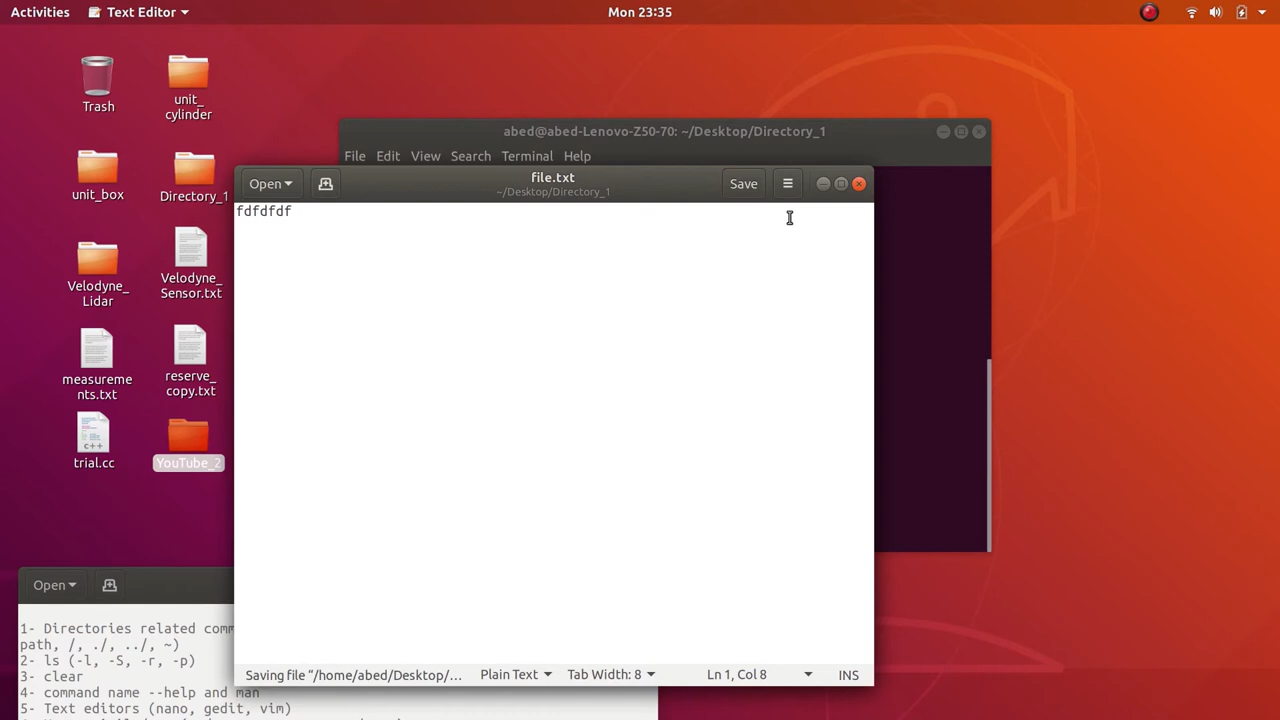 Activities Text Editor Mon 23:35
Trash
unit_
cylinder
unit_box
Directory_1
Velodyne_
Lidar
Velodyne_
Sensor.txt
measureme
nts.txt
reserve_
copy.txt
trial.cc
YouTube_2
abed@abed-Lenovo-Z50-70: ~/Desktop/Directory_1
File Edit View Search Terminal Help
Open file.txt Save
~/Desktop/Directory_1
fdfdfdf
Saving file "/home/abed/Desktop/... Plain Text Tab Width: 8 Ln 1, Col 8 INS
Open
1- Directories related comm
path, /, ./, ../, ~)
2- ls (-l, -S, -r, -p)
3- clear
4- command name --help and man
5- Text editors (nano, gedit, vim)